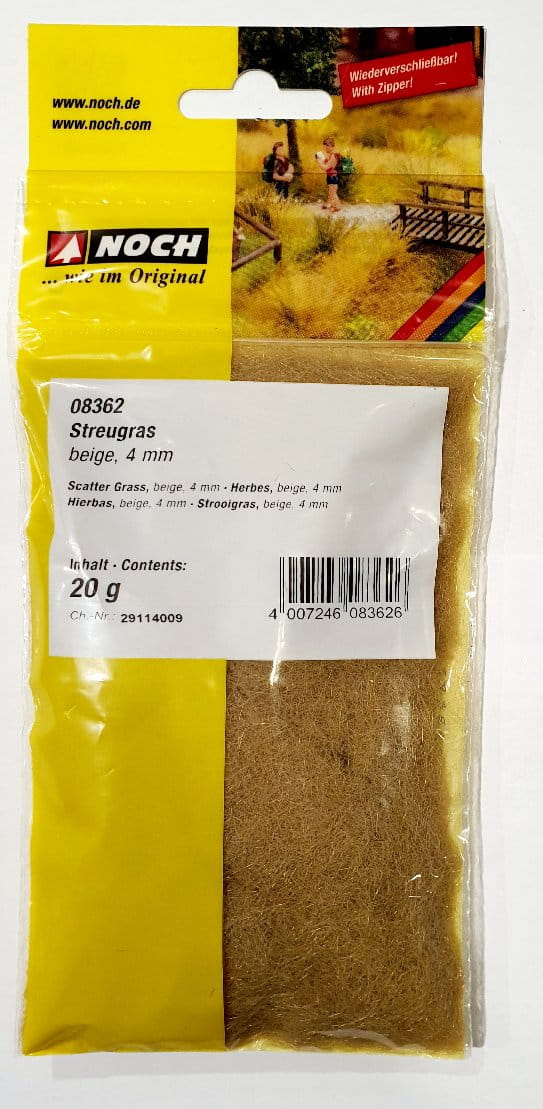 www.noch.de
www.noch.com
Wiederverschließbar!
With Zipper!
NOCH
... wie im Original
08362
Streugras
beige, 4 mm
Scatter Grass, beige, 4 mm · Herbes, beige, 4 mm
Hierbas, beige, 4 mm · Strooigras, beige, 4 mm
Inhalt · Contents:
20 g
Ch.-Nr.: 29114009
4 007246 083626